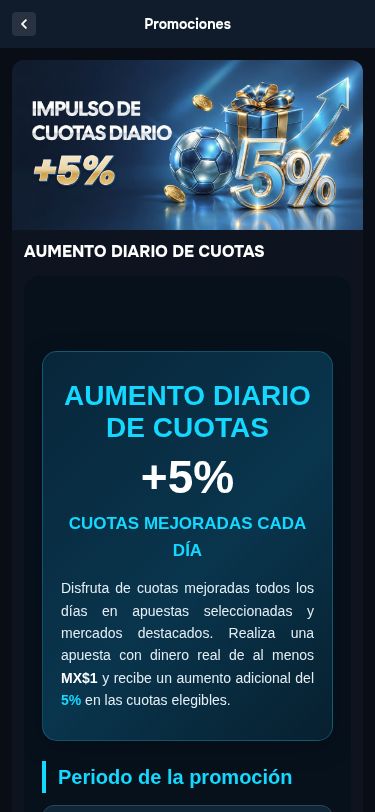 Promociones
IMPULSO DE
CUOTAS DIARIO
+5%
5%
AUMENTO DIARIO DE CUOTAS
AUMENTO DIARIO
DE CUOTAS
+5%
CUOTAS MEJORADAS CADA
DÍA
Disfruta de cuotas mejoradas todos los
días en apuestas seleccionadas y
mercados destacados. Realiza una
apuesta con dinero real de al menos
MX$1 y recibe un aumento adicional del
5% en las cuotas elegibles.
Periodo de la promoción